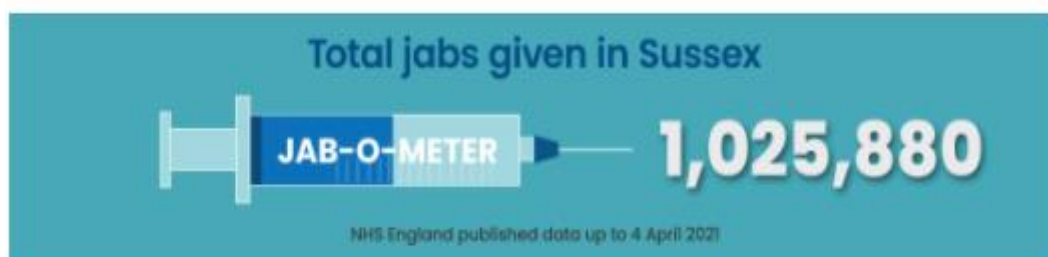 Total jabs given in Sussex
JAB-O-METER
1,025,880
NHS England published data up to 4 April 2021